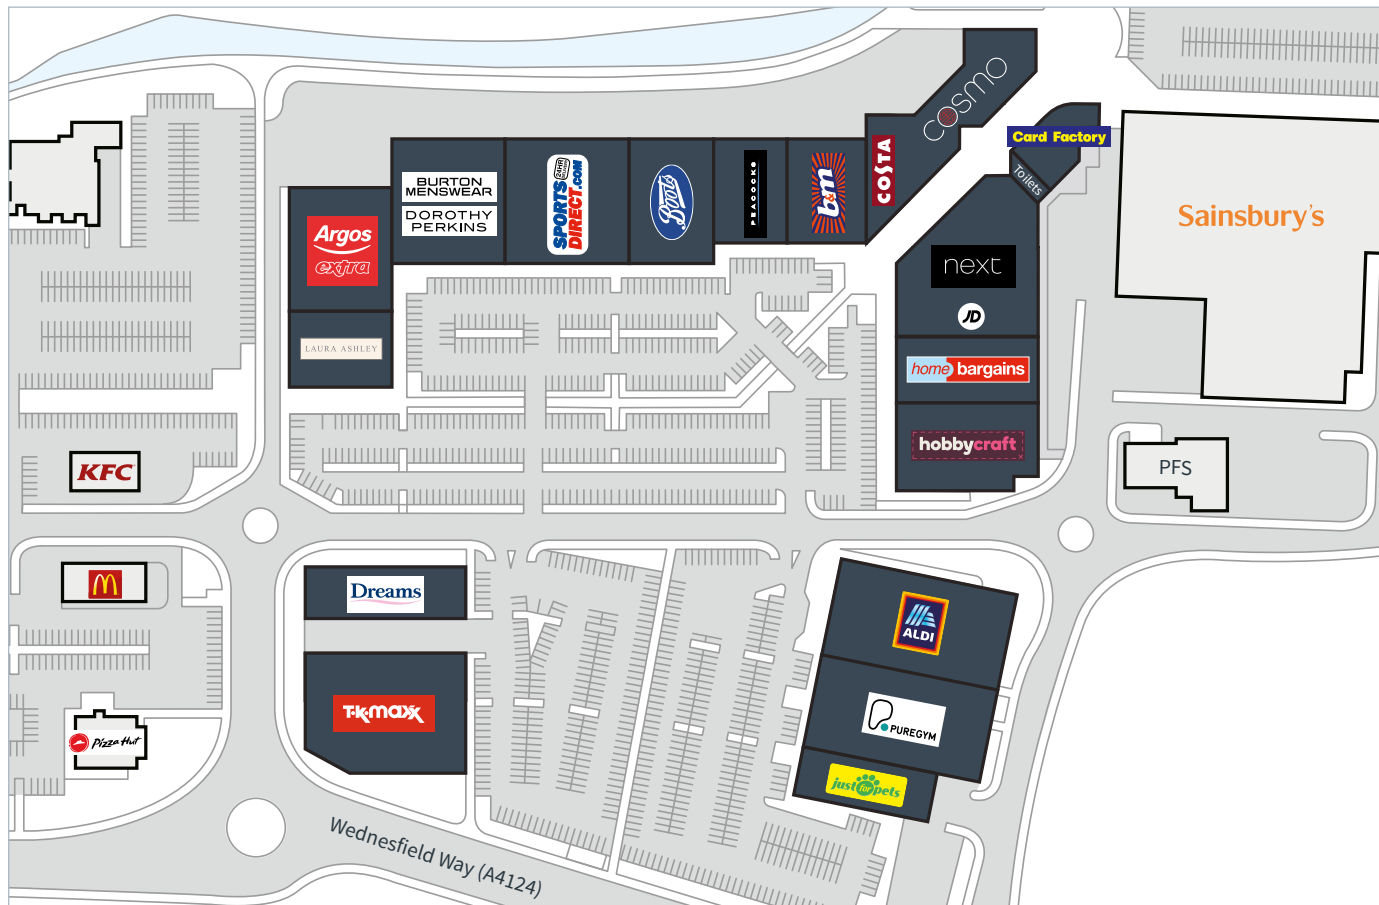 cosmo
Card Factory
Toilets
COSTA
BURTON
MENSWEAR
DOROTHY
PERKINS
24HR
SPORTS
DIRECT.COM
Boots
PEACOCKS
b&m
Sainsbury's
Argos
extra
LAURA ASHLEY
next
JD
home bargains
hobbycraft
KFC
PFS
M
Dreams
ALDI
T·K·maxx
Pizza Hut
PUREGYM
just for pets
Wednesfield Way (A4124)